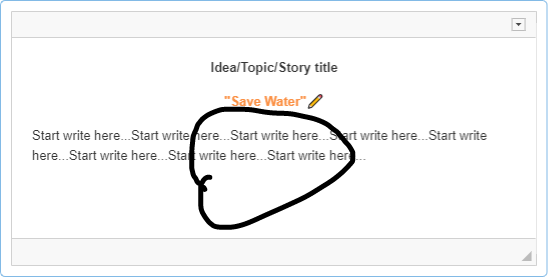 Idea/Topic/Story title
"Save Water"
Start write here...Start write here...Start write here...Start write here...Start write
here...Start write here...Start write here...Start write here...